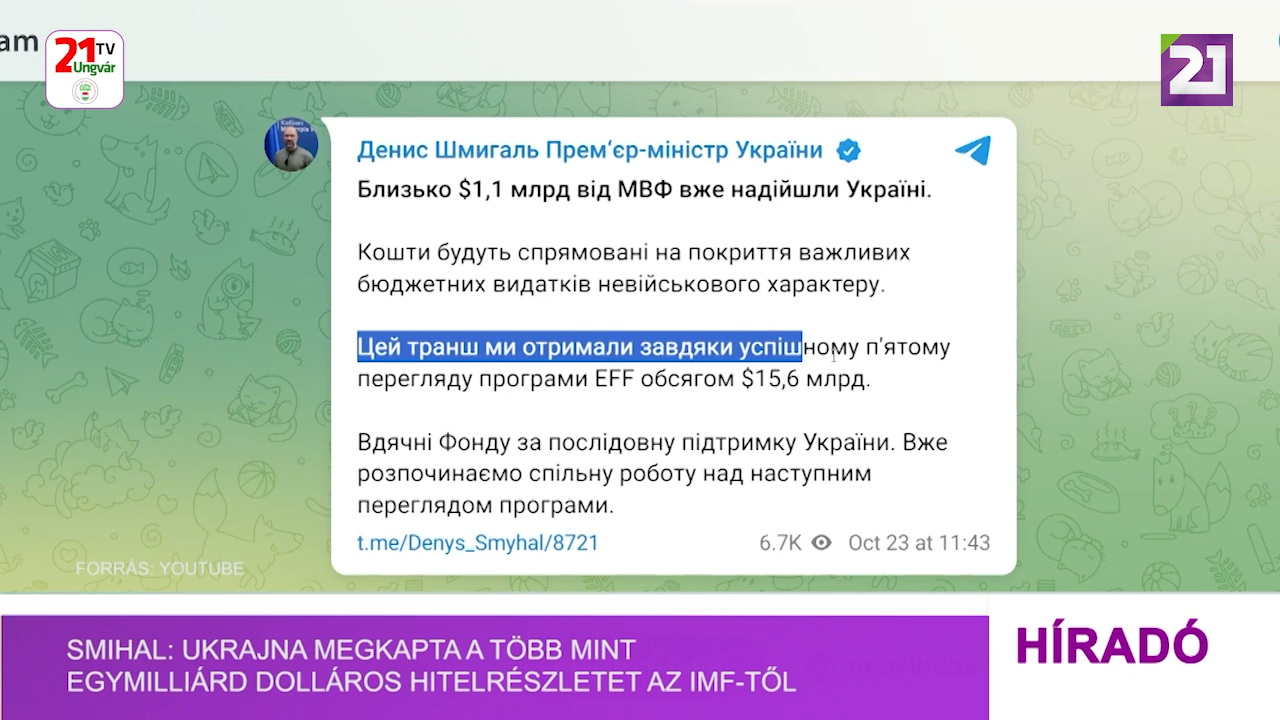 am
21 TV
Ungvár
21
Денис Шмигаль Прем‘єр-міністр України
Близько $1,1 млрд від МВФ вже надійшли Україні.
Кошти будуть спрямовані на покриття важливих
бюджетних видатків невійськового характеру.
Цей транш ми отримали завдяки успішному п'ятому
перегляду програми EFF обсягом $15,6 млрд.
Вдячні Фонду за послідовну підтримку України. Вже
розпочинаємо спільну роботу над наступним
переглядом програми.
t.me/Denys_Smyhal/8721 6.7K Oct 23 at 11:43
FORRÁS: YOUTUBE
SMIHAL: UKRAJNA MEGKAPTA A TÖBB MINT
EGYMILLIÁRD DOLLÁROS HITELRÉSZLETET AZ IMF-TŐL
HÍRADÓ